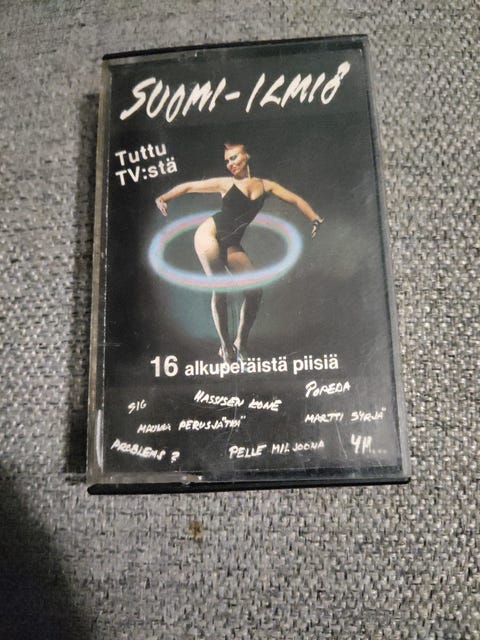 SUOMI-ILMIÖ
Tuttu
TV:stä
16 alkuperäistä piisiä
SIG HASSISEN KONE POPEDA
MAUKKA PERUSJÄTKÄ MARTTI SYRJÄ
PROBLEMS? PELLE MILJOONA YM...